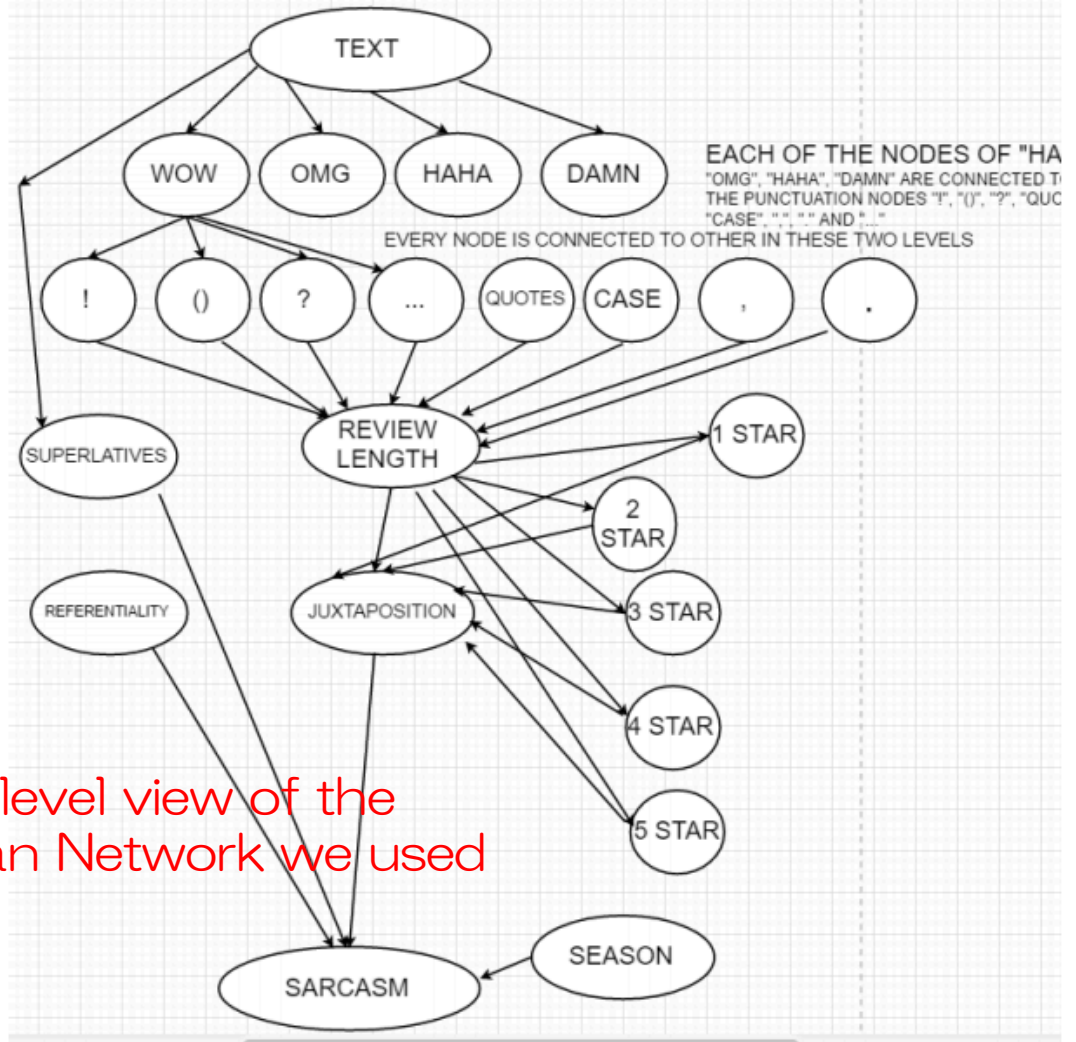 TEXT
WOW
OMG
HAHA
DAMN
EACH OF THE NODES OF "HA
"OMG", "HAHA", "DAMN" ARE CONNECTED T
THE PUNCTUATION NODES "!", "()", "?", "QUO
"CASE", ",", "." AND "..."
EVERY NODE IS CONNECTED TO OTHER IN THESE TWO LEVELS
!
()
?
...
QUOTES
CASE
,
.
REVIEW
LENGTH
1 STAR
SUPERLATIVES
2
STAR
REFERENTIALITY
JUXTAPOSITION
3 STAR
4 STAR
level view of the
an Network we used
5 STAR
SEASON
SARCASM